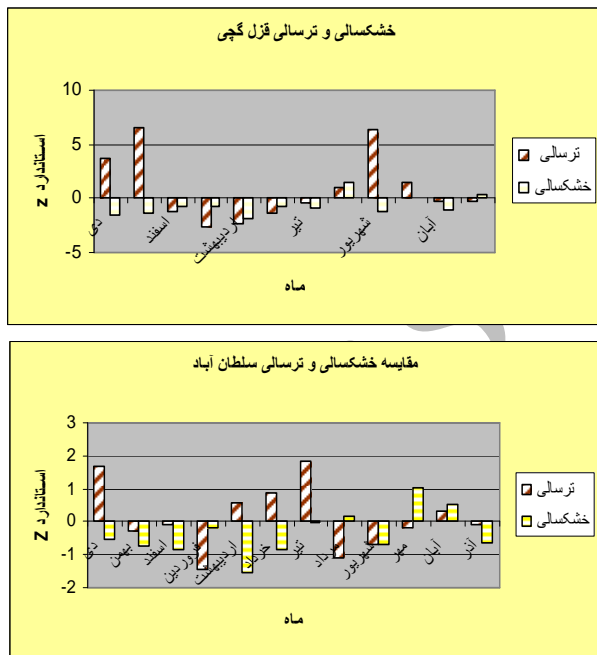 خشکسالی و ترسالی قزل گچی
10
5
0
-5
استاندارد z
دی
اسفند
اردیبهشت
تیر
شهریور
آبان
ماه
ترسالی
خشکسالی
مقایسه خشکسالی و ترسالی سلطان آباد
3
2
1
0
-1
-2
استاندارد Z
دی
بهمن
اسفند
فروردین
اردیبهشت
خرداد
تیر
مرداد
شهریور
مهر
آبان
آذر
ماه
ترسالی
خشکسالی